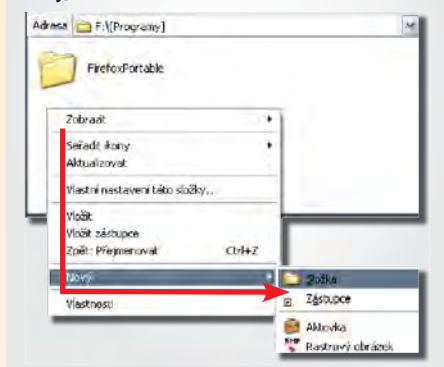 Adresa F:\[Programy]
FirefoxPortable
Zobrazit
Seřadit ikony
Aktualizovat
Vlastní nastavení této složky...
Vložit
Vložit zástupce
Zpět: Přejmenovat Ctrl+Z
Nový
Vlastnosti
Složka
Zástupce
Aktovka
Rastrový obrázek